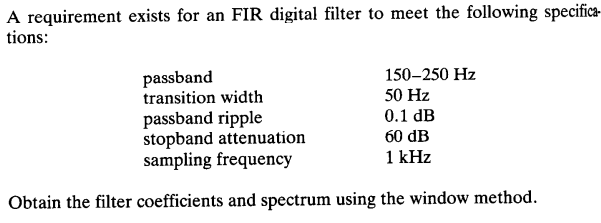 A requirement exists for an FIR digital filter to meet the following specifica-
tions:
passband 150–250 Hz
transition width 50 Hz
passband ripple 0.1 dB
stopband attenuation 60 dB
sampling frequency 1 kHz
Obtain the filter coefficients and spectrum using the window method.